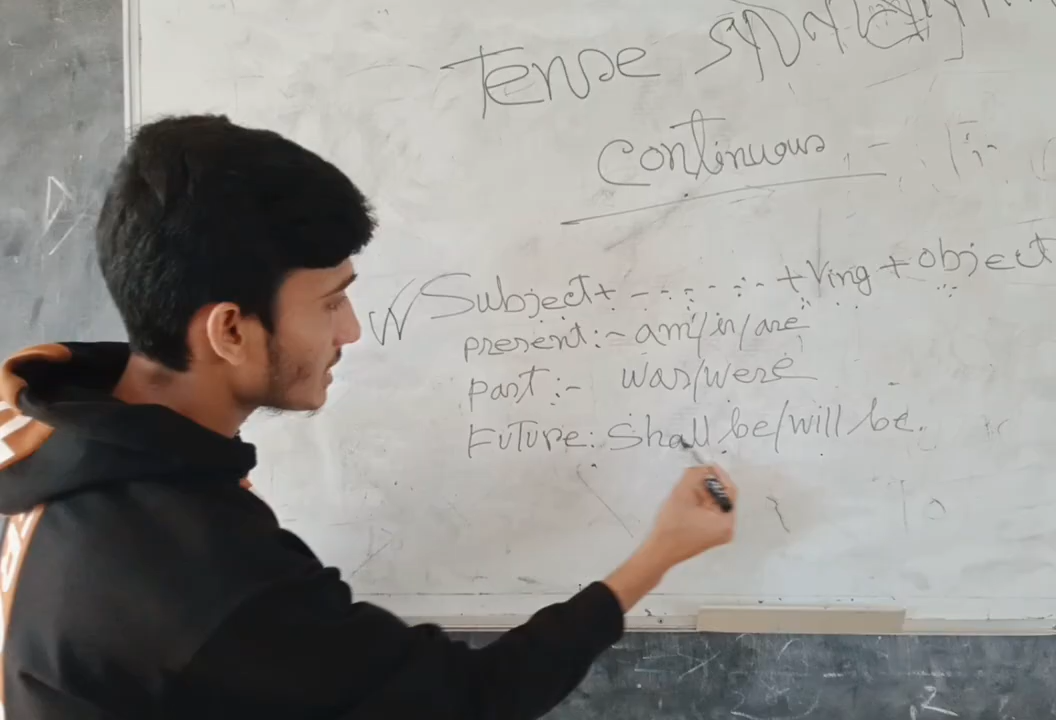 Tense
Continuous
Subject + - - - - - - + Ving + object
present :- am/is/are
past :- was/were
Future: Shall be/will be.